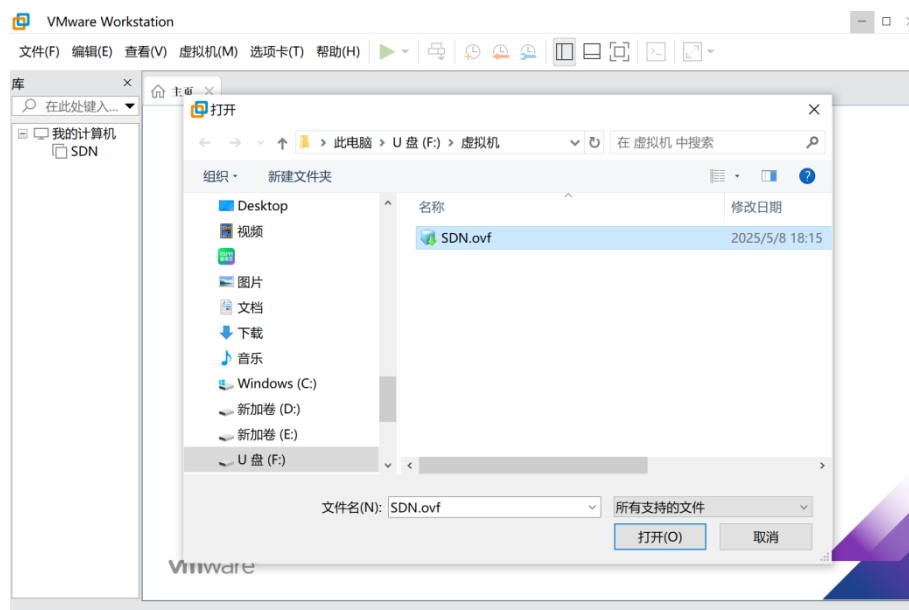 VMware Workstation
文件(F) 编辑(E) 查看(V) 虚拟机(M) 选项卡(T) 帮助(H)
库
主页
在此处键入...
我的计算机
SDN
打开
此电脑 > U 盘 (F:) > 虚拟机
在 虚拟机 中搜索
组织 新建文件夹
名称 修改日期
Desktop
视频
图片
文档
下载
音乐
Windows (C:)
新加卷 (D:)
新加卷 (E:)
U 盘 (F:)
SDN.ovf 2025/5/8 18:15
文件名(N): SDN.ovf 所有支持的文件
打开(O) 取消
vmware